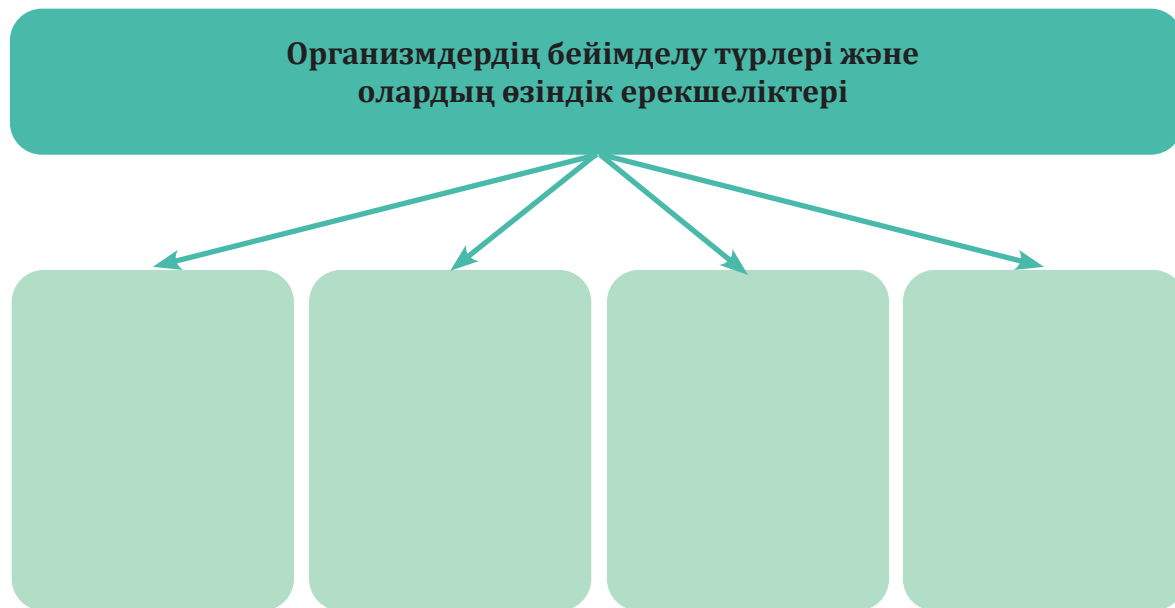 Организмдердің бейімделу түрлері және
олардың өзіндік ерекшеліктері